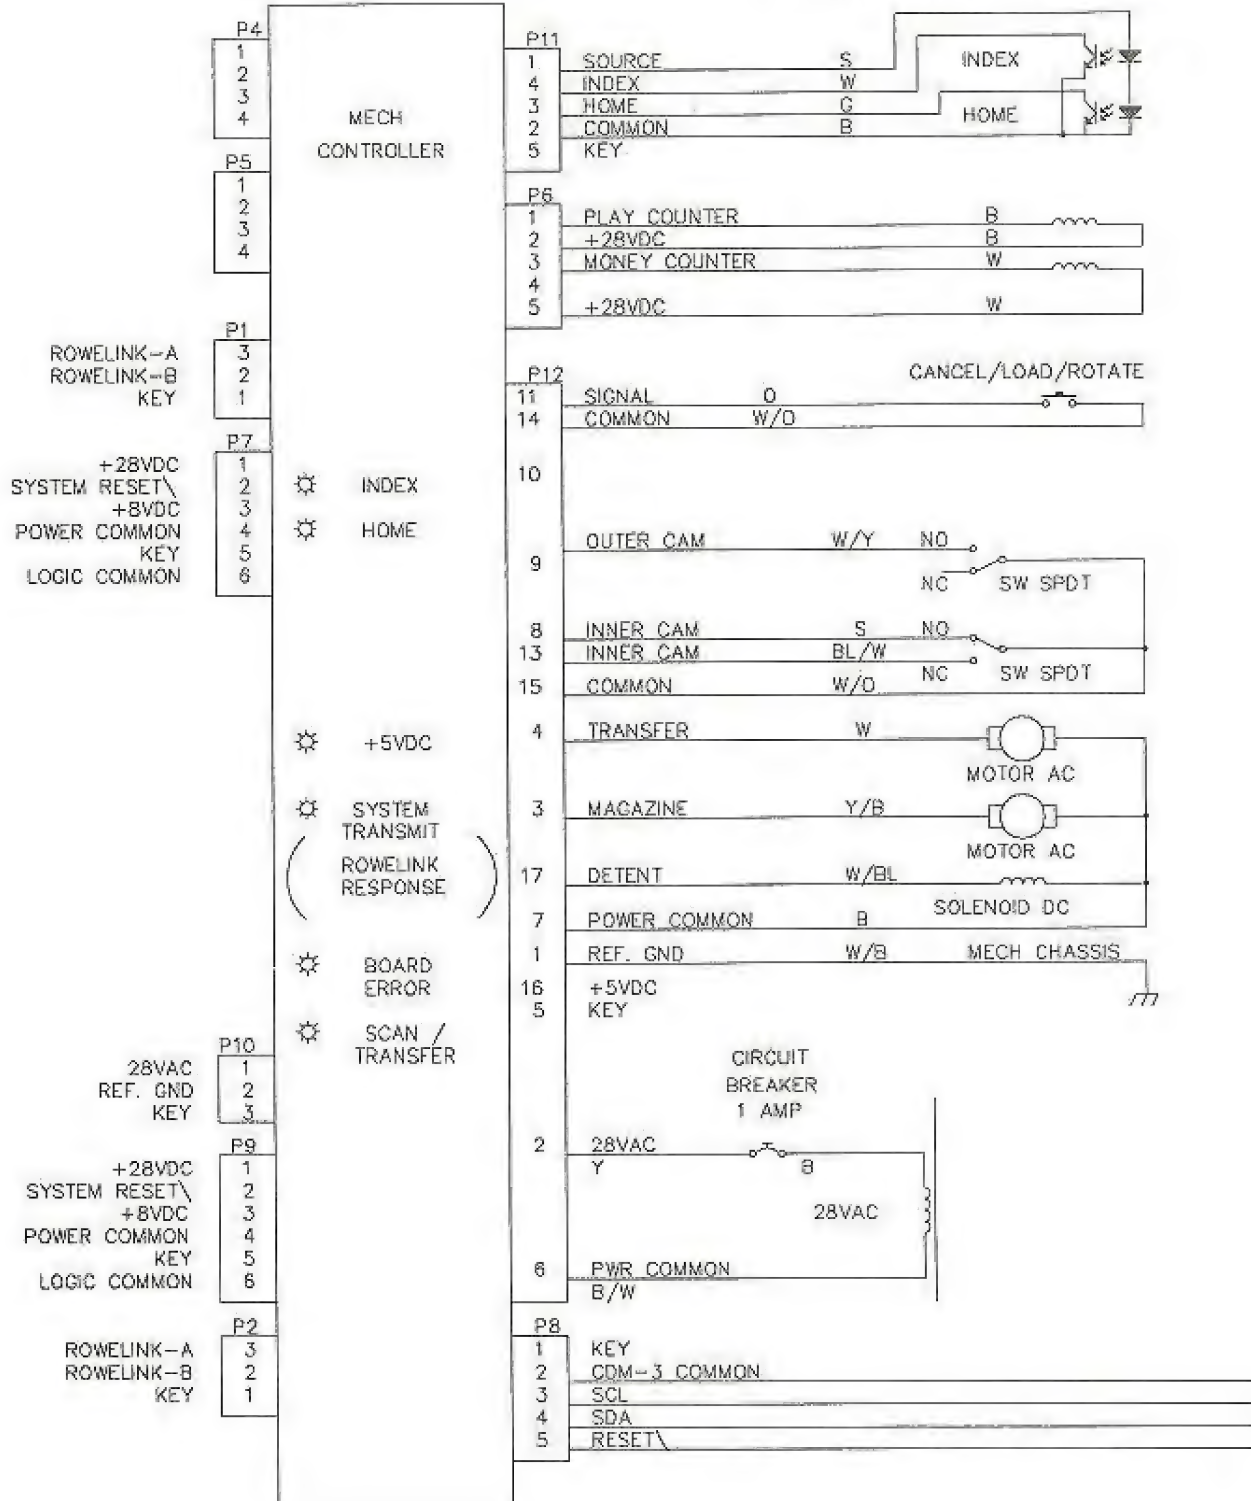 P4
1
2
3
4
P5
1
2
3
4
P1
ROWELINK-A 3
ROWELINK-B 2
KEY 1
P7
+28VDC 1
SYSTEM RESET\ 2
+8VDC 3
POWER COMMON 4
KEY 5
LOGIC COMMON 6
P10
28VAC 1
REF. GND 2
KEY 3
P9
+28VDC 1
SYSTEM RESET\ 2
+8VDC 3
POWER COMMON 4
KEY 5
LOGIC COMMON 6
P2
ROWELINK-A 3
ROWELINK-B 2
KEY 1
MECH
CONTROLLER
INDEX
HOME
+5VDC
SYSTEM
TRANSMIT
(ROWELINK
RESPONSE)
BOARD
ERROR
SCAN /
TRANSFER
P11
1 SOURCE S
4 INDEX W
3 HOME G
2 COMMON B
5 KEY
INDEX
HOME
P6
1 PLAY COUNTER B
2 +28VDC B
3 MONEY COUNTER W
4
5 +28VDC W
P12
CANCEL/LOAD/ROTATE
11 SIGNAL O
14 COMMON W/O
10
9 OUTER CAM W/Y NO
NC SW SPDT
8 INNER CAM S NO
13 INNER CAM BL/W
NC SW SPDT
15 COMMON W/O
4 TRANSFER W
MOTOR AC
3 MAGAZINE Y/B
MOTOR AC
17 DETENT W/BL
SOLENOID DC
7 POWER COMMON B
1 REF. GND W/B MECH CHASSIS
16 +5VDC
5 KEY
CIRCUIT
BREAKER
1 AMP
2 28VAC
Y B
28VAC
6 PWR COMMON
B/W
P8
1 KEY
2 CDM-3 COMMON
3 SCL
4 SDA
5 RESET\